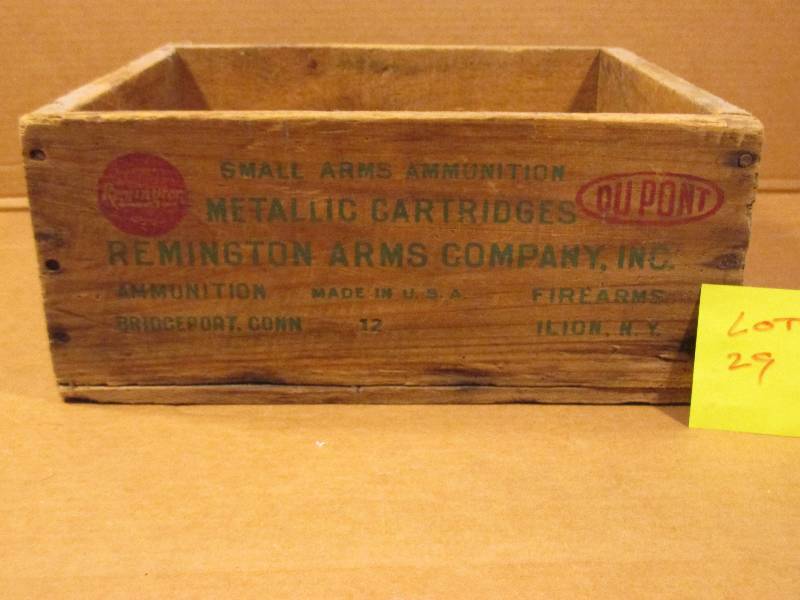 SMALL ARMS AMMUNITION
Remington
METALLIC CARTRIDGES
DU PONT
REMINGTON ARMS COMPANY, INC.
AMMUNITION MADE IN U.S.A. FIREARMS
BRIDGEPORT, CONN 12 ILION, N.Y.
LOT
29